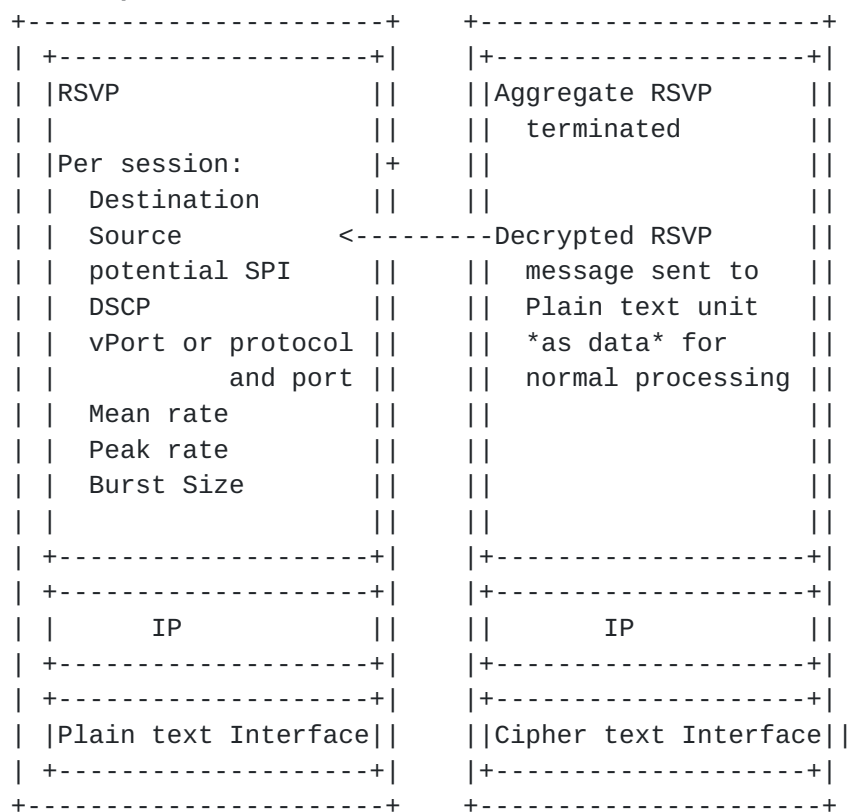 +-----------------------+    +----------------------+
| +--------------------+|    |+--------------------+|
| |RSVP                ||    ||Aggregate RSVP      ||
| |                    ||    ||  terminated        ||
| |Per session:        |+    ||                    ||
| |  Destination       ||    ||                    ||
| |  Source          <---------Decrypted RSVP      ||
| |  potential SPI     ||    ||  message sent to   ||
| |  DSCP              ||    ||  Plain text unit   ||
| |  vPort or protocol ||    ||  *as data* for     ||
| |           and port ||    ||  normal processing ||
| |  Mean rate         ||    ||                    ||
| |  Peak rate         ||    ||                    ||
| |  Burst Size        ||    ||                    ||
| |                    ||    ||                    ||
| +--------------------+|    |+--------------------+|
| +--------------------+|    |+--------------------+|
| |      IP            ||    ||       IP           ||
| +--------------------+|    |+--------------------+|
| +--------------------+|    |+--------------------+|
| |Plain text Interface||    ||Cipher text Interface||
| +--------------------+|    |+--------------------+|
+-----------------------+    +----------------------+